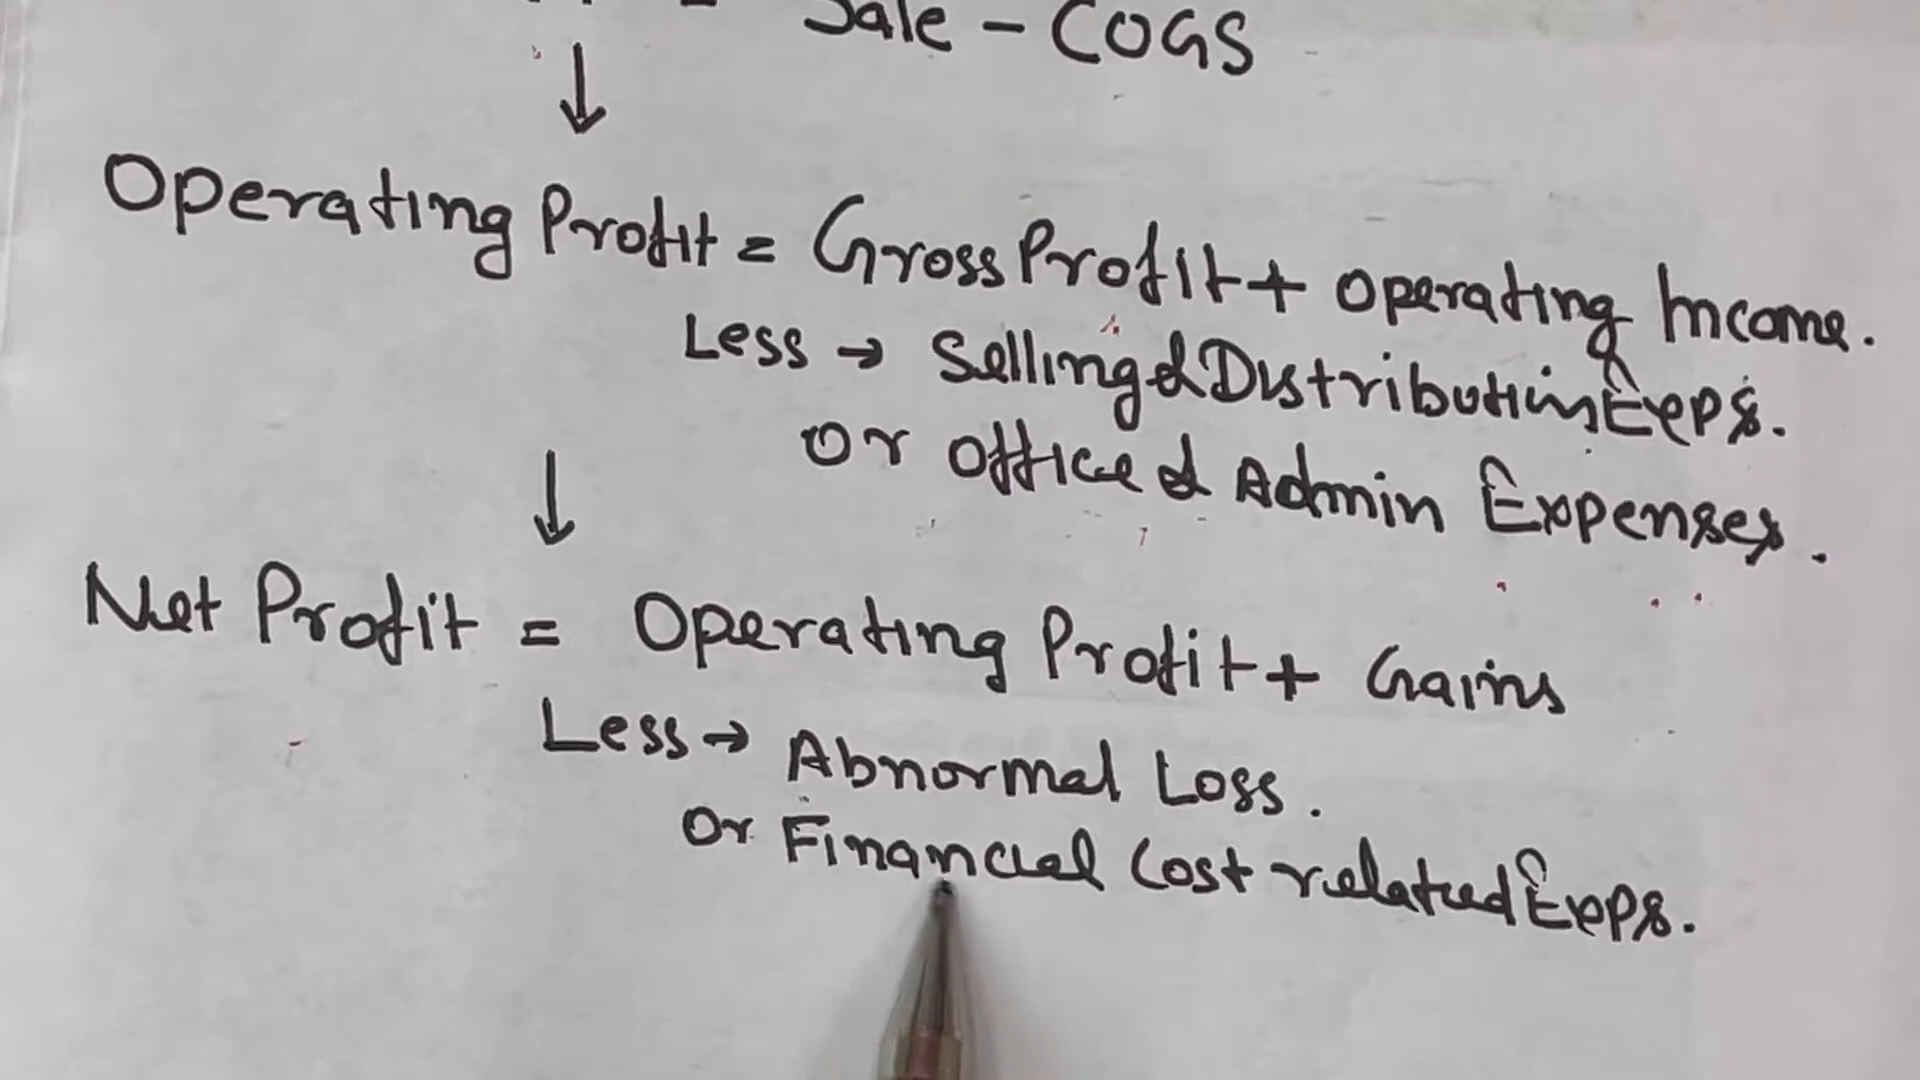 = Sale - COGS
↓
Operating Profit = Gross Profit + Operating Income.
Less → Selling & Distribution Exps.
Or Office & Admin Expenses.
↓
Net Profit = Operating Profit + Gains
Less → Abnormal Loss.
Or Financial Cost related Exps.